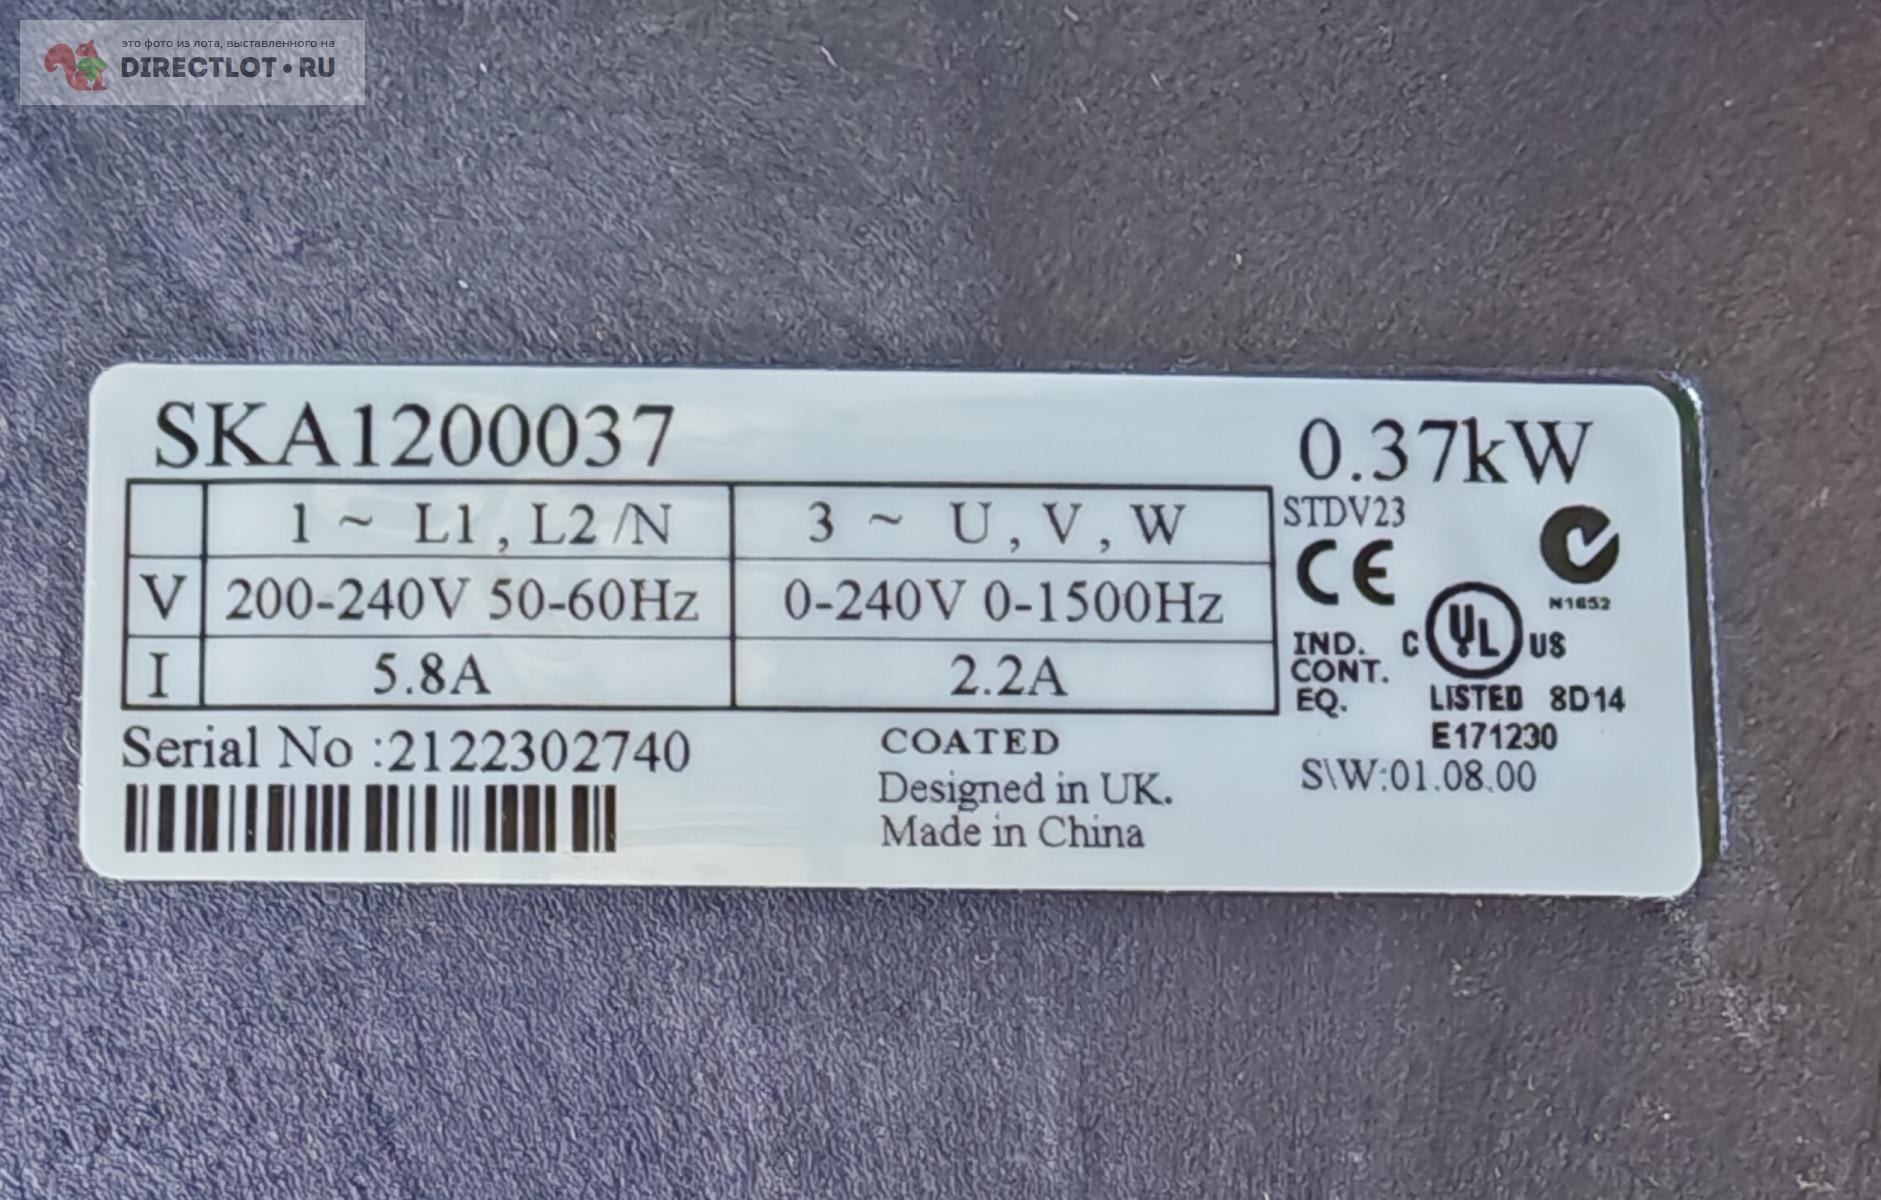 это фото из лота, выставленного на
DIRECTLOT•RU
SKA1200037
0.37kW
1 ~ L1, L2/N
3 ~ U, V, W
STDV23
V
200-240V 50-60Hz
0-240V 0-1500Hz
CE
N1652
I
5.8A
2.2A
IND.
CONT.
EQ.
C UL US
LISTED 8D14
E171230
Serial No :2122302740
COATED
S\W:01.08.00
Designed in UK.
Made in China